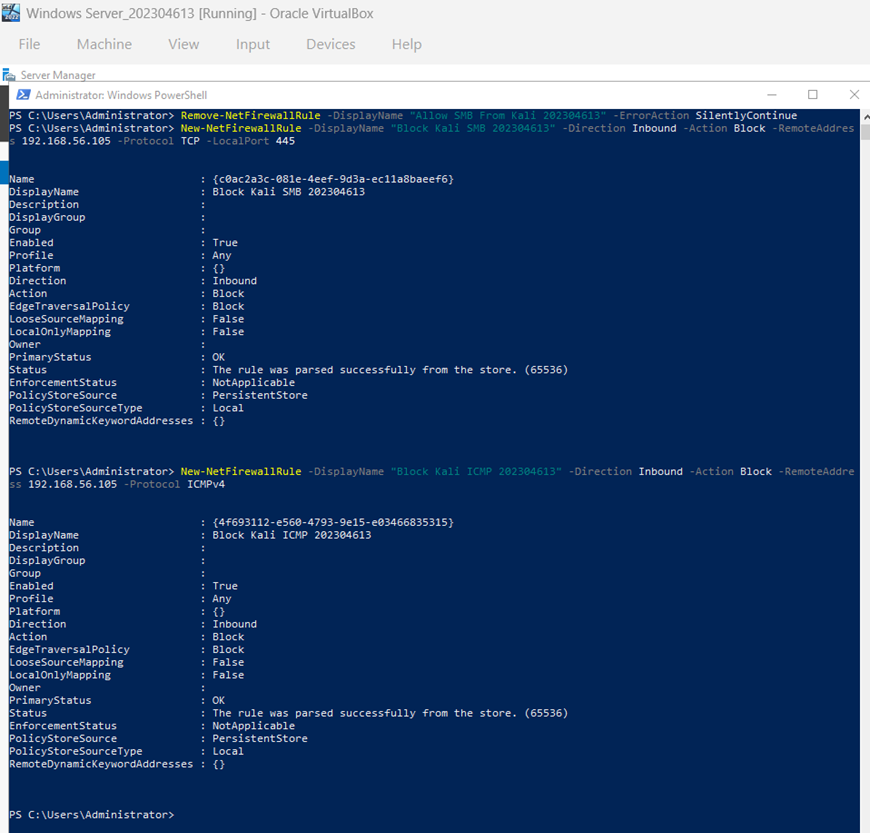 Windows Server_202304613 [Running] - Oracle VirtualBox
File Machine View Input Devices Help
Server Manager
Administrator: Windows PowerShell
PS C:\Users\Administrator> Remove-NetFirewallRule -DisplayName "Allow SMB From Kali 202304613" -ErrorAction SilentlyContinue
PS C:\Users\Administrator> New-NetFirewallRule -DisplayName "Block Kali SMB 202304613" -Direction Inbound -Action Block -RemoteAddres
s 192.168.56.105 -Protocol TCP -LocalPort 445
Name : {c0ac2a3c-081e-4eef-9d3a-ec11a8baeef6}
DisplayName : Block Kali SMB 202304613
Description :
DisplayGroup :
Group :
Enabled : True
Profile : Any
Platform : {}
Direction : Inbound
Action : Block
EdgeTraversalPolicy : Block
LooseSourceMapping : False
LocalOnlyMapping : False
Owner :
PrimaryStatus : OK
Status : The rule was parsed successfully from the store. (65536)
EnforcementStatus : NotApplicable
PolicyStoreSource : PersistentStore
PolicyStoreSourceType : Local
RemoteDynamicKeywordAddresses : {}
PS C:\Users\Administrator> New-NetFirewallRule -DisplayName "Block Kali ICMP 202304613" -Direction Inbound -Action Block -RemoteAddre
ss 192.168.56.105 -Protocol ICMPv4
Name : {4f693112-e560-4793-9e15-e03466835315}
DisplayName : Block Kali ICMP 202304613
Description :
DisplayGroup :
Group :
Enabled : True
Profile : Any
Platform : {}
Direction : Inbound
Action : Block
EdgeTraversalPolicy : Block
LooseSourceMapping : False
LocalOnlyMapping : False
Owner :
PrimaryStatus : OK
Status : The rule was parsed successfully from the store. (65536)
EnforcementStatus : NotApplicable
PolicyStoreSource : PersistentStore
PolicyStoreSourceType : Local
RemoteDynamicKeywordAddresses : {}
PS C:\Users\Administrator>